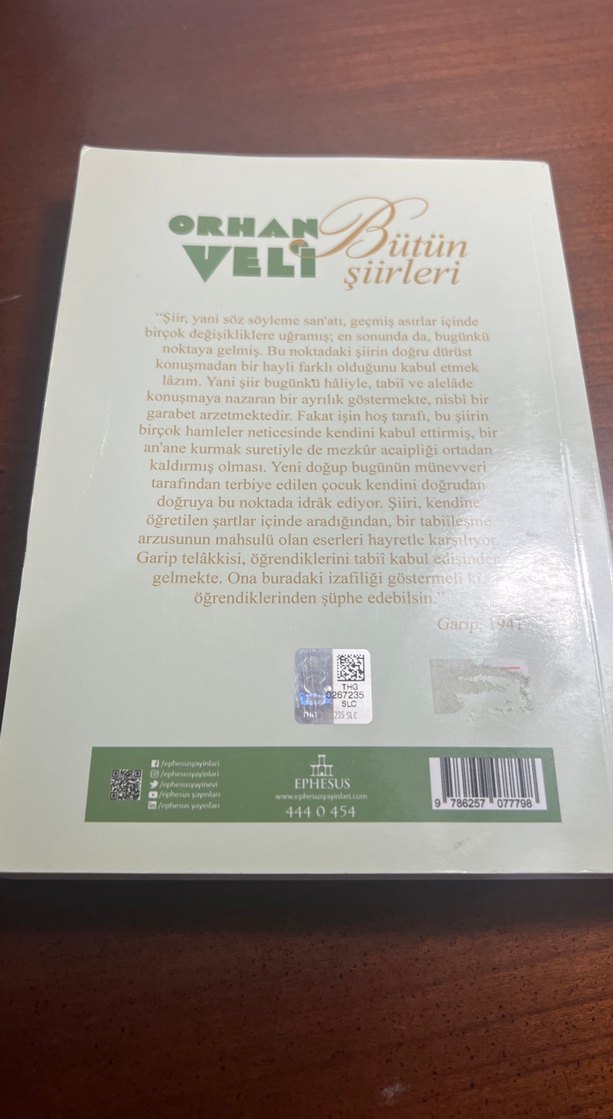 ORHAN VELİ Bütün şiirleri
“Şiir, yani söz söyleme san'atı, geçmiş asırlar içinde
birçok değişikliklere uğramış; en sonunda da, bugünkü
noktaya gelmiş. Bu noktadaki şiirin doğru dürüst
konuşmadan bir hayli farklı olduğunu kabul etmek
lâzım. Yani şiir bugünkü hâliyle, tabiî ve alelâde
konuşmaya nazaran bir ayrılık göstermekte, nisbî bir
garabet arzetmektedir. Fakat işin hoş tarafı, bu şiirin
birçok hamleler neticesinde kendini kabul ettirmiş, bir
an'ane kurmak suretiyle de mezkûr acaipliği ortadan
kaldırmış olması. Yeni doğup bugünün münevveri
tarafından terbiye edilen çocuk kendini doğrudan
doğruya bu noktada idrâk ediyor. Şiiri, kendine
öğretilen şartlar içinde aradığından, bir tabiîleşme
arzusunun mahsulü olan eserleri hayretle karşılıyor.
Garip telâkkisi, öğrendiklerini tabiî kabul edişinden
gelmekte. Ona buradaki izafîliği göstermeli ki,
öğrendiklerinden şüphe edebilsin.”
Garip, 1941
THG
0267235
SLC
235 SLC
/ephesusyayinlari
/ephesusyayinlari
/ephesusyayinevi
/ephesus yayınları
/ephesus yayınları
EPHESUS
www.ephesusyayinlari.com
444 0 454
9 786257 077798